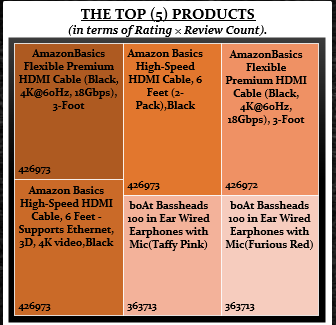 THE TOP (5) PRODUCTS
(in terms of Rating × Review Count).
AmazonBasics
Flexible Premium
HDMI Cable (Black,
4K@60Hz, 18Gbps),
3-Foot
426973
Amazon Basics
High-Speed
HDMI Cable, 6
Feet (2-
Pack),Black
426973
AmazonBasics
Flexible
Premium HDMI
Cable (Black,
4K@60Hz,
18Gbps), 3-Foot
426972
Amazon Basics
High-Speed HDMI
Cable, 6 Feet -
Supports Ethernet,
3D, 4K video,Black
426973
boAt Bassheads
100 in Ear Wired
Earphones with
Mic(Taffy Pink)
363713
boAt Bassheads
100 in Ear Wired
Earphones with
Mic(Furious Red)
363713